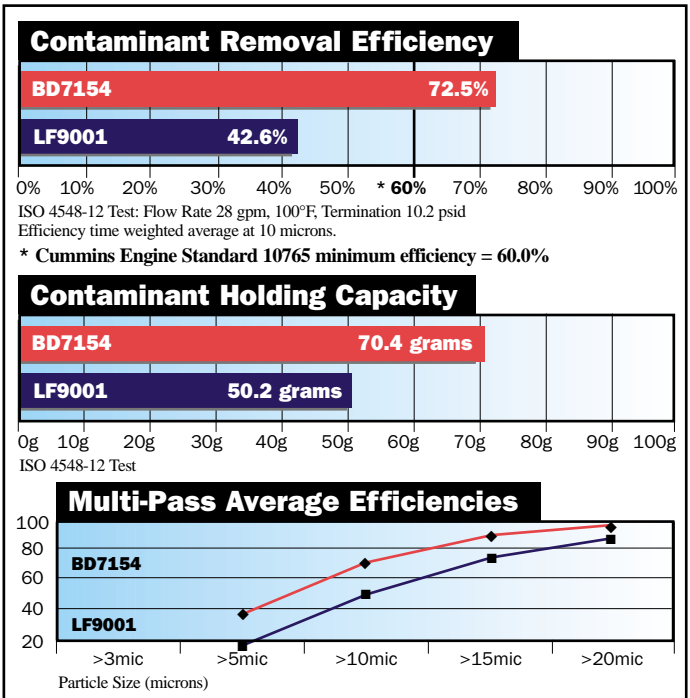 Contaminant Removal Efficiency
BD7154 72.5%
LF9001 42.6%
0% 10% 20% 30% 40% 50% * 60% 70% 80% 90% 100%
ISO 4548-12 Test: Flow Rate 28 gpm, 100°F, Termination 10.2 psid
Efficiency time weighted average at 10 microns.
* Cummins Engine Standard 10765 minimum efficiency = 60.0%
Contaminant Holding Capacity
BD7154 70.4 grams
LF9001 50.2 grams
0g 10g 20g 30g 40g 50g 60g 70g 80g 90g 100g
ISO 4548-12 Test
Multi-Pass Average Efficiencies
100
80
BD7154
60
40
LF9001
20
>3mic >5mic >10mic >15mic >20mic
Particle Size (microns)